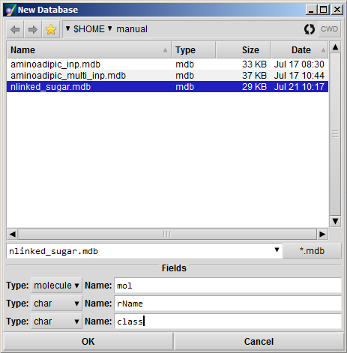 New Database
$HOME manual CWD
Name Type Size Date
aminoadipic_inp.mdb mdb 33 KB Jul 17 08:30
aminoadipic_multi_inp.mdb mdb 37 KB Jul 17 10:44
nlinked_sugar.mdb mdb 29 KB Jul 21 10:17
nlinked_sugar.mdb *.mdb
Fields
Type: molecule Name: mol
Type: char Name: rName
Type: char Name: class
OK Cancel